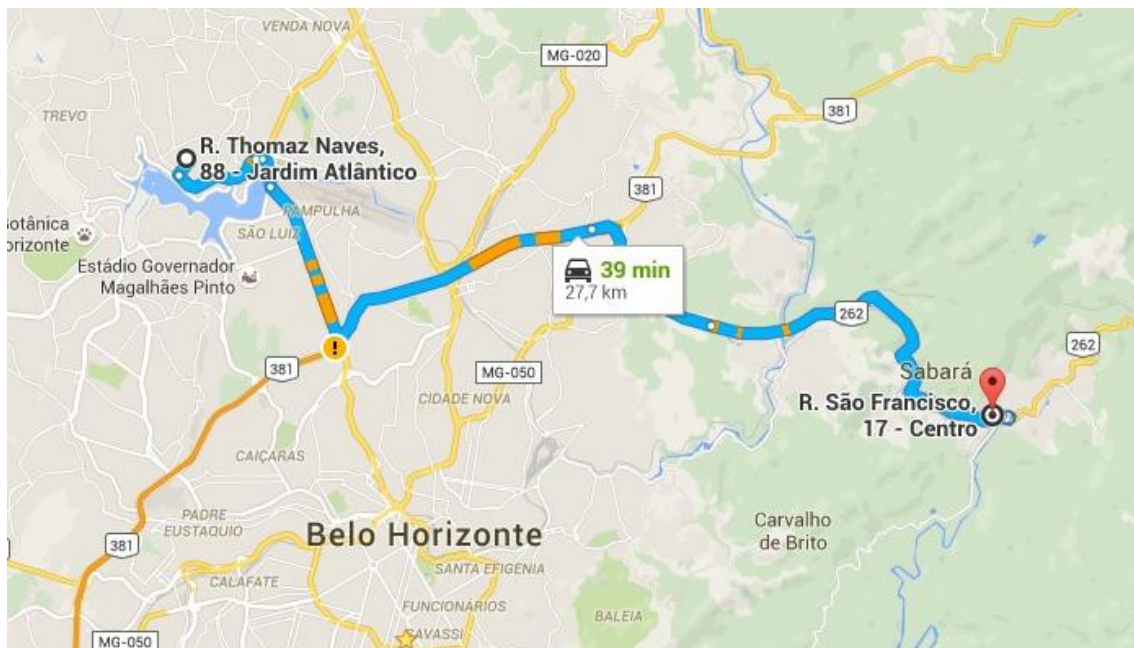 VENDA NOVA
MG-020
TREVO
381
R. Thomaz Naves,
88 - Jardim Atlântico
381
PAMPULHA
SÃO LUIZ
Botânica
orizonte
Estádio Governador
Magalhães Pinto
39 min
27,7 km
262
!
262
381
MG-050
Sabará
CIDADE NOVA
R. São Francisco,
17 - Centro
CAIÇARAS
PADRE
EUSTAQUIO
Belo Horizonte
Carvalho
de Brito
381
SANTA EFIGENIA
CALAFATE
FUNCIONÁRIOS
BALEIA
SAVASSI
MG-050